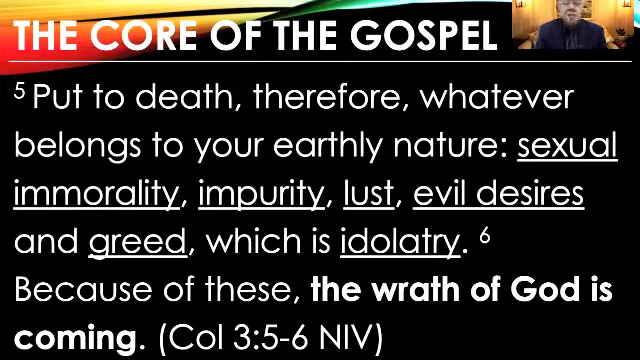 THE CORE OF THE GOSPEL
⁵ Put to death, therefore, whatever
belongs to your earthly nature: sexual
immorality, impurity, lust, evil desires
and greed, which is idolatry. ⁶
Because of these, the wrath of God is
coming. (Col 3:5-6 NIV)